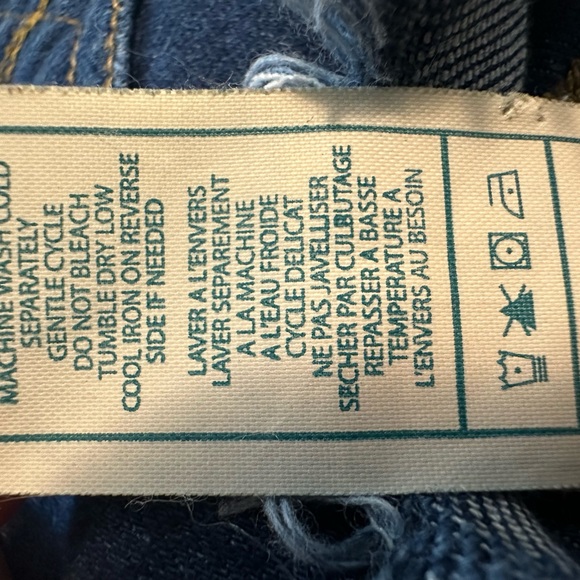 MACHINE WASH COLD
SEPARATELY
GENTLE CYCLE
DO NOT BLEACH
TUMBLE DRY LOW
COOL IRON ON REVERSE
SIDE IF NEEDED
LAVER A L'ENVERS
LAVER SEPAREMENT
A LA MACHINE
A L'EAU FROIDE
CYCLE DELICAT
NE PAS JAVELLISER
SECHER PAR CULBUTAGE
REPASSER A BASSE
TEMPERATURE A
L'ENVERS AU BESOIN